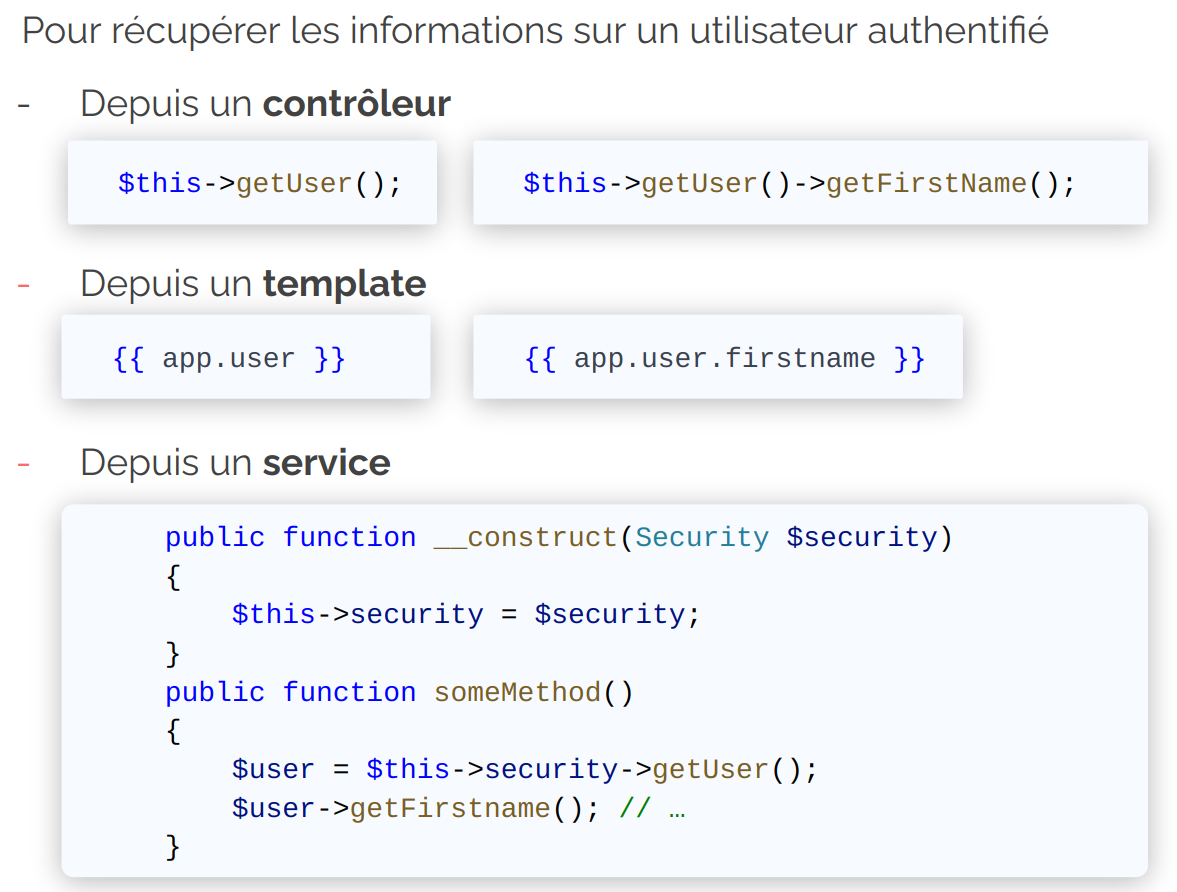 Pour récupérer les informations sur un utilisateur authentifié
- Depuis un contrôleur
$this->getUser(); $this->getUser()->getFirstName();
- Depuis un template
{{ app.user }} {{ app.user.firstname }}
- Depuis un service
public function __construct(Security $security)
{
    $this->security = $security;
}
public function someMethod()
{
    $user = $this->security->getUser();
    $user->getFirstname(); // …
}